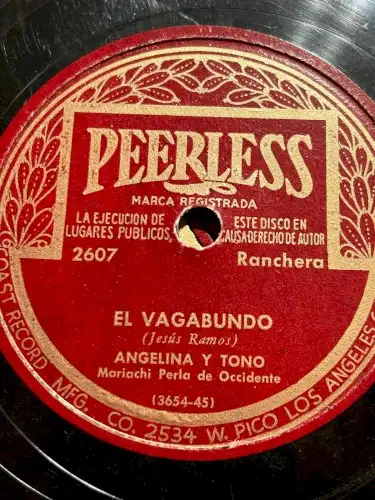 PEERLESS
MARCA REGISTRADA
LA EJECUCION DE
LUGARES PUBLICOS,
ESTE DISCO EN
CAUSA DERECHO DE AUTOR
2607
Ranchera
EL VAGABUNDO
(Jesús Ramos)
ANGELINA Y TONO
Mariachi Perla de Occidente
(3654-45)
COAST RECORD MFG. CO. 2534 W. PICO LOS ANGELES